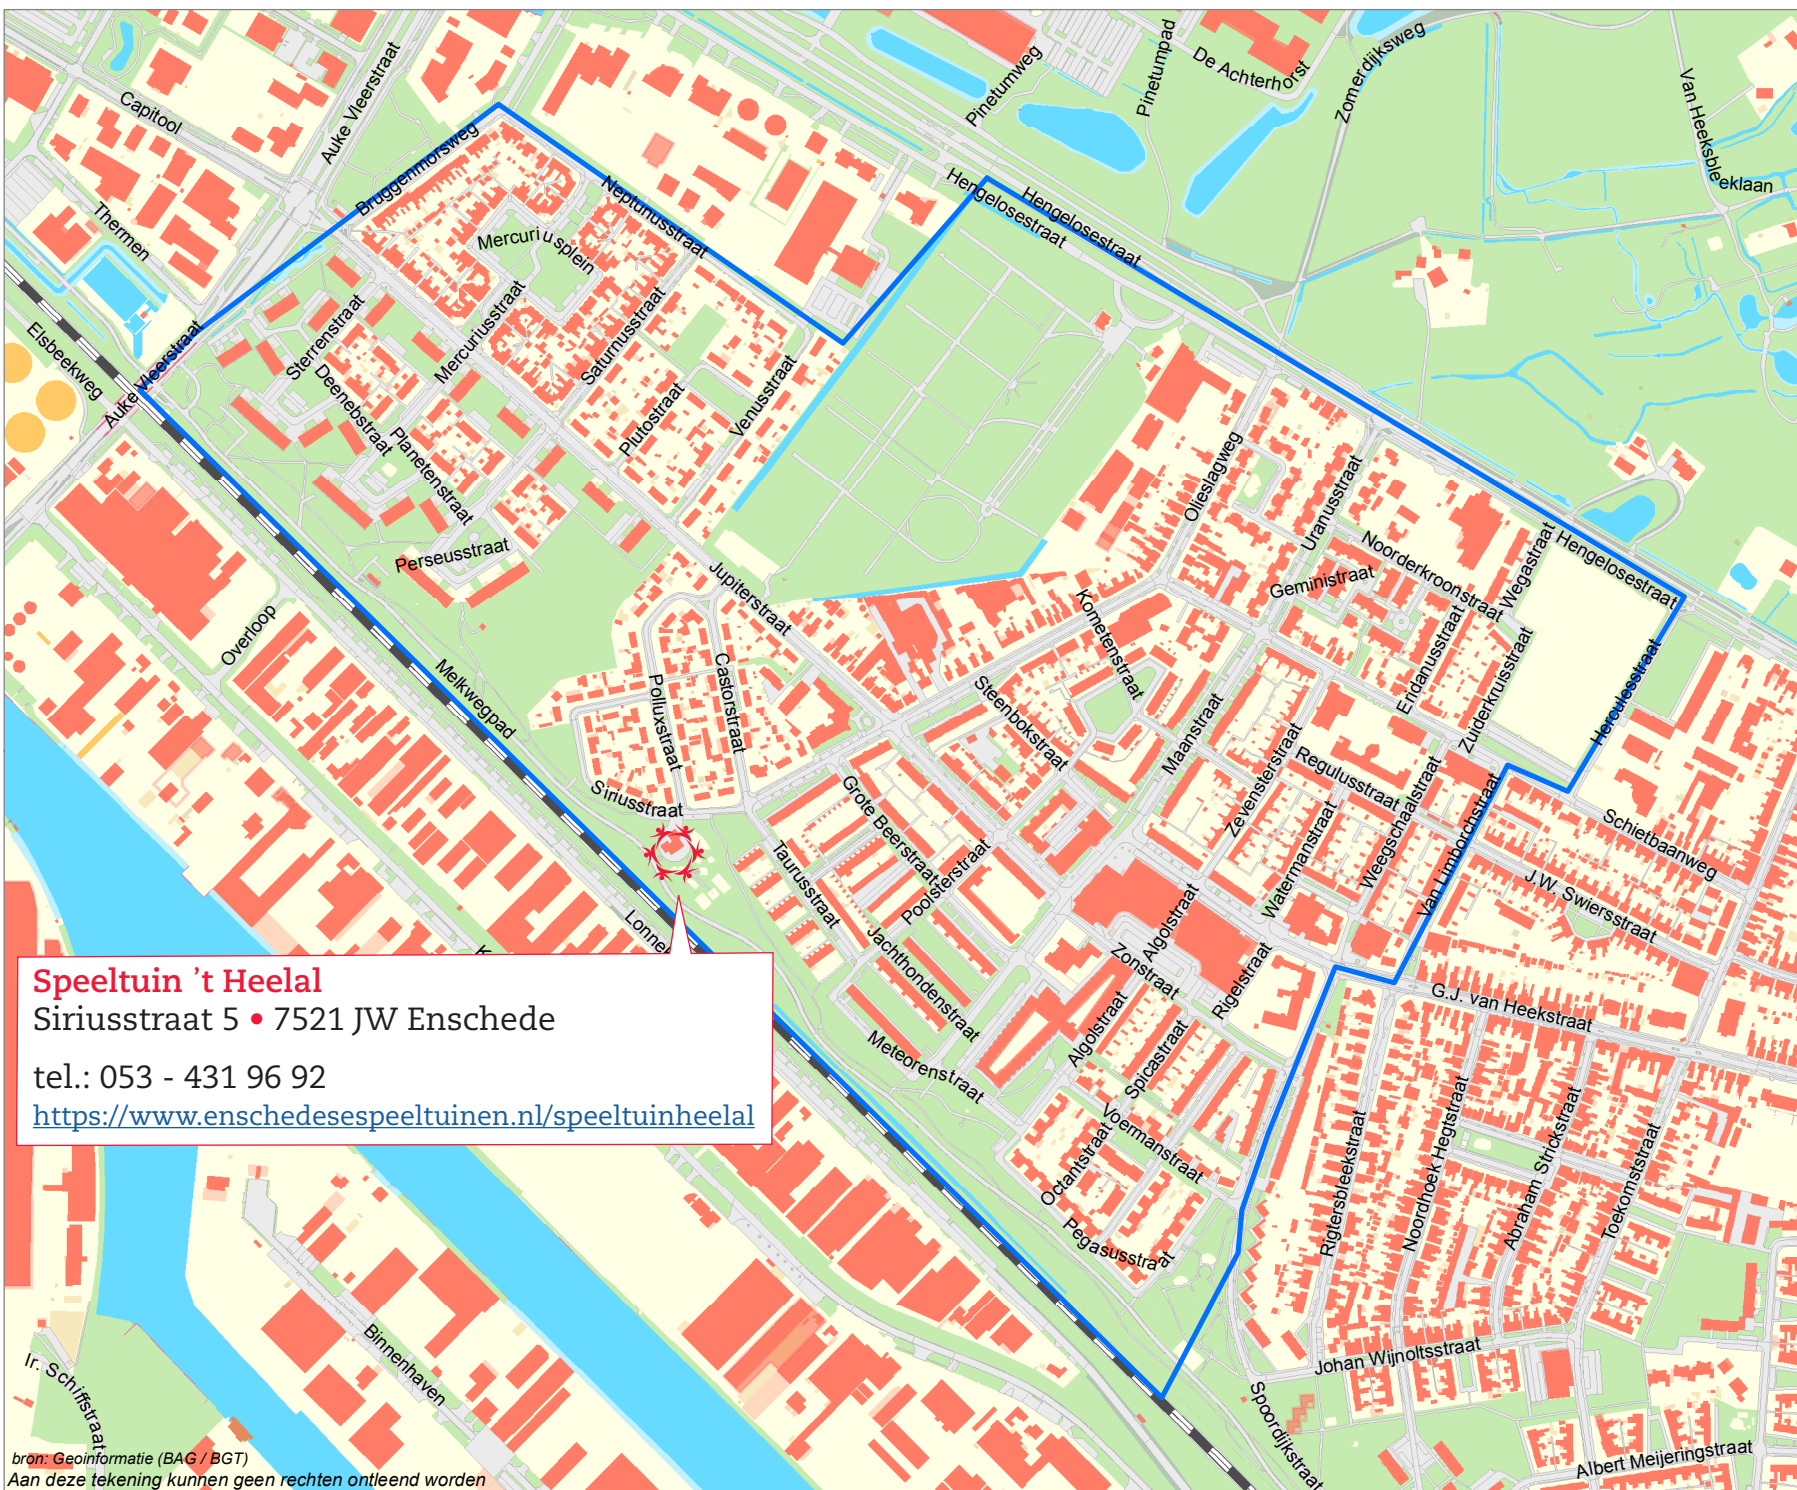 Capitool
Auke Vleerstraat
Thermen
Bruggenmorsweg
Neptunusstraat
Mercuriusplein
Pinetumweg
Pinetumpad
De Achterhorst
Zomerdijksweg
Van Heeksbleeklaan
Hengelosestraat
Hengelosestraat
Elsbeekweg
Auke Vleerstraat
Sterrenstraat
Mercuriusstraat
Saturnusstraat
Deenebstraat
Planetenstraat
Plutostraat
Venusstraat
Perseusstraat
Jupiterstraat
Olieslagweg
Uranusstraat
Noorderkroonstraat
Geministraat
Wegastraat
Hengelosestraat
Eridanusstraat
Zuiderkruisstraat
Herculesstraat
Overloop
Melkwegpad
Polluxstraat
Castorstraat
Kometenstraat
Steenbokstraat
Maanstraat
Zevensterstraat
Regulusstraat
Watermanstraat
Weegschaalstraat
Van Limborchstraat
Schietbaanweg
J.W. Swiersstraat
Siriusstraat
Grote Beerstraat
Poolsterstraat
Taurusstraat
Jachthondenstraat
Algolstraat
Zonstraat
Rigelstraat
G.J. van Heekstraat
Lonne
Speeltuin ’t Heelal
Siriusstraat 5 • 7521 JW Enschede
tel.: 053 - 431 96 92
https://www.enschedesespeeltuinen.nl/speeltuinheelal
Meteorenstraat
Algolstraat
Spicastraat
Voermanstraat
Octantstraat
Pegasusstraat
Rigtersbleekstraat
Noordhoek Hegtstraat
Abraham Strickstraat
Toekomststraat
Johan Wijnoltsstraat
Spoordijkstraat
Albert Meijeringstraat
Binnenhaven
Ir. Schiffstraat
bron: Geoinformatie (BAG / BGT)
Aan deze tekening kunnen geen rechten ontleend worden